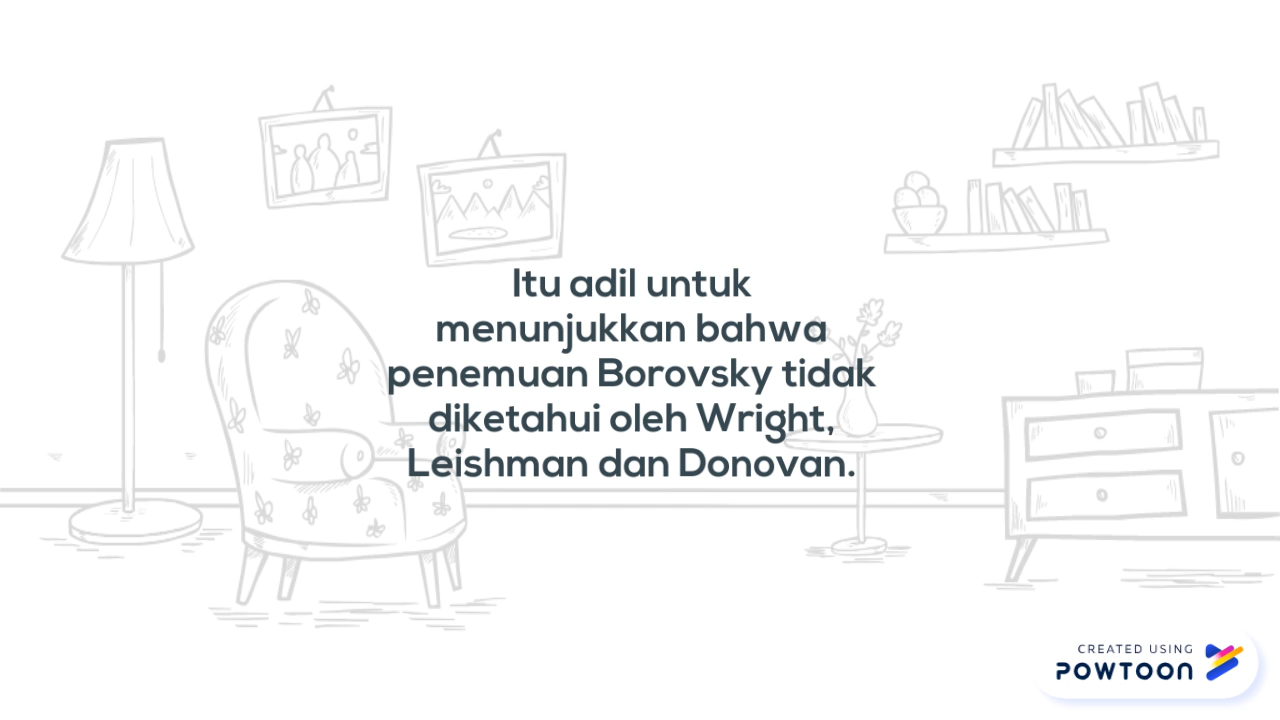 Itu adil untuk
menunjukkan bahwa
penemuan Borovsky tidak
diketahui oleh Wright,
Leishman dan Donovan.
CREATED USING
POWTOON